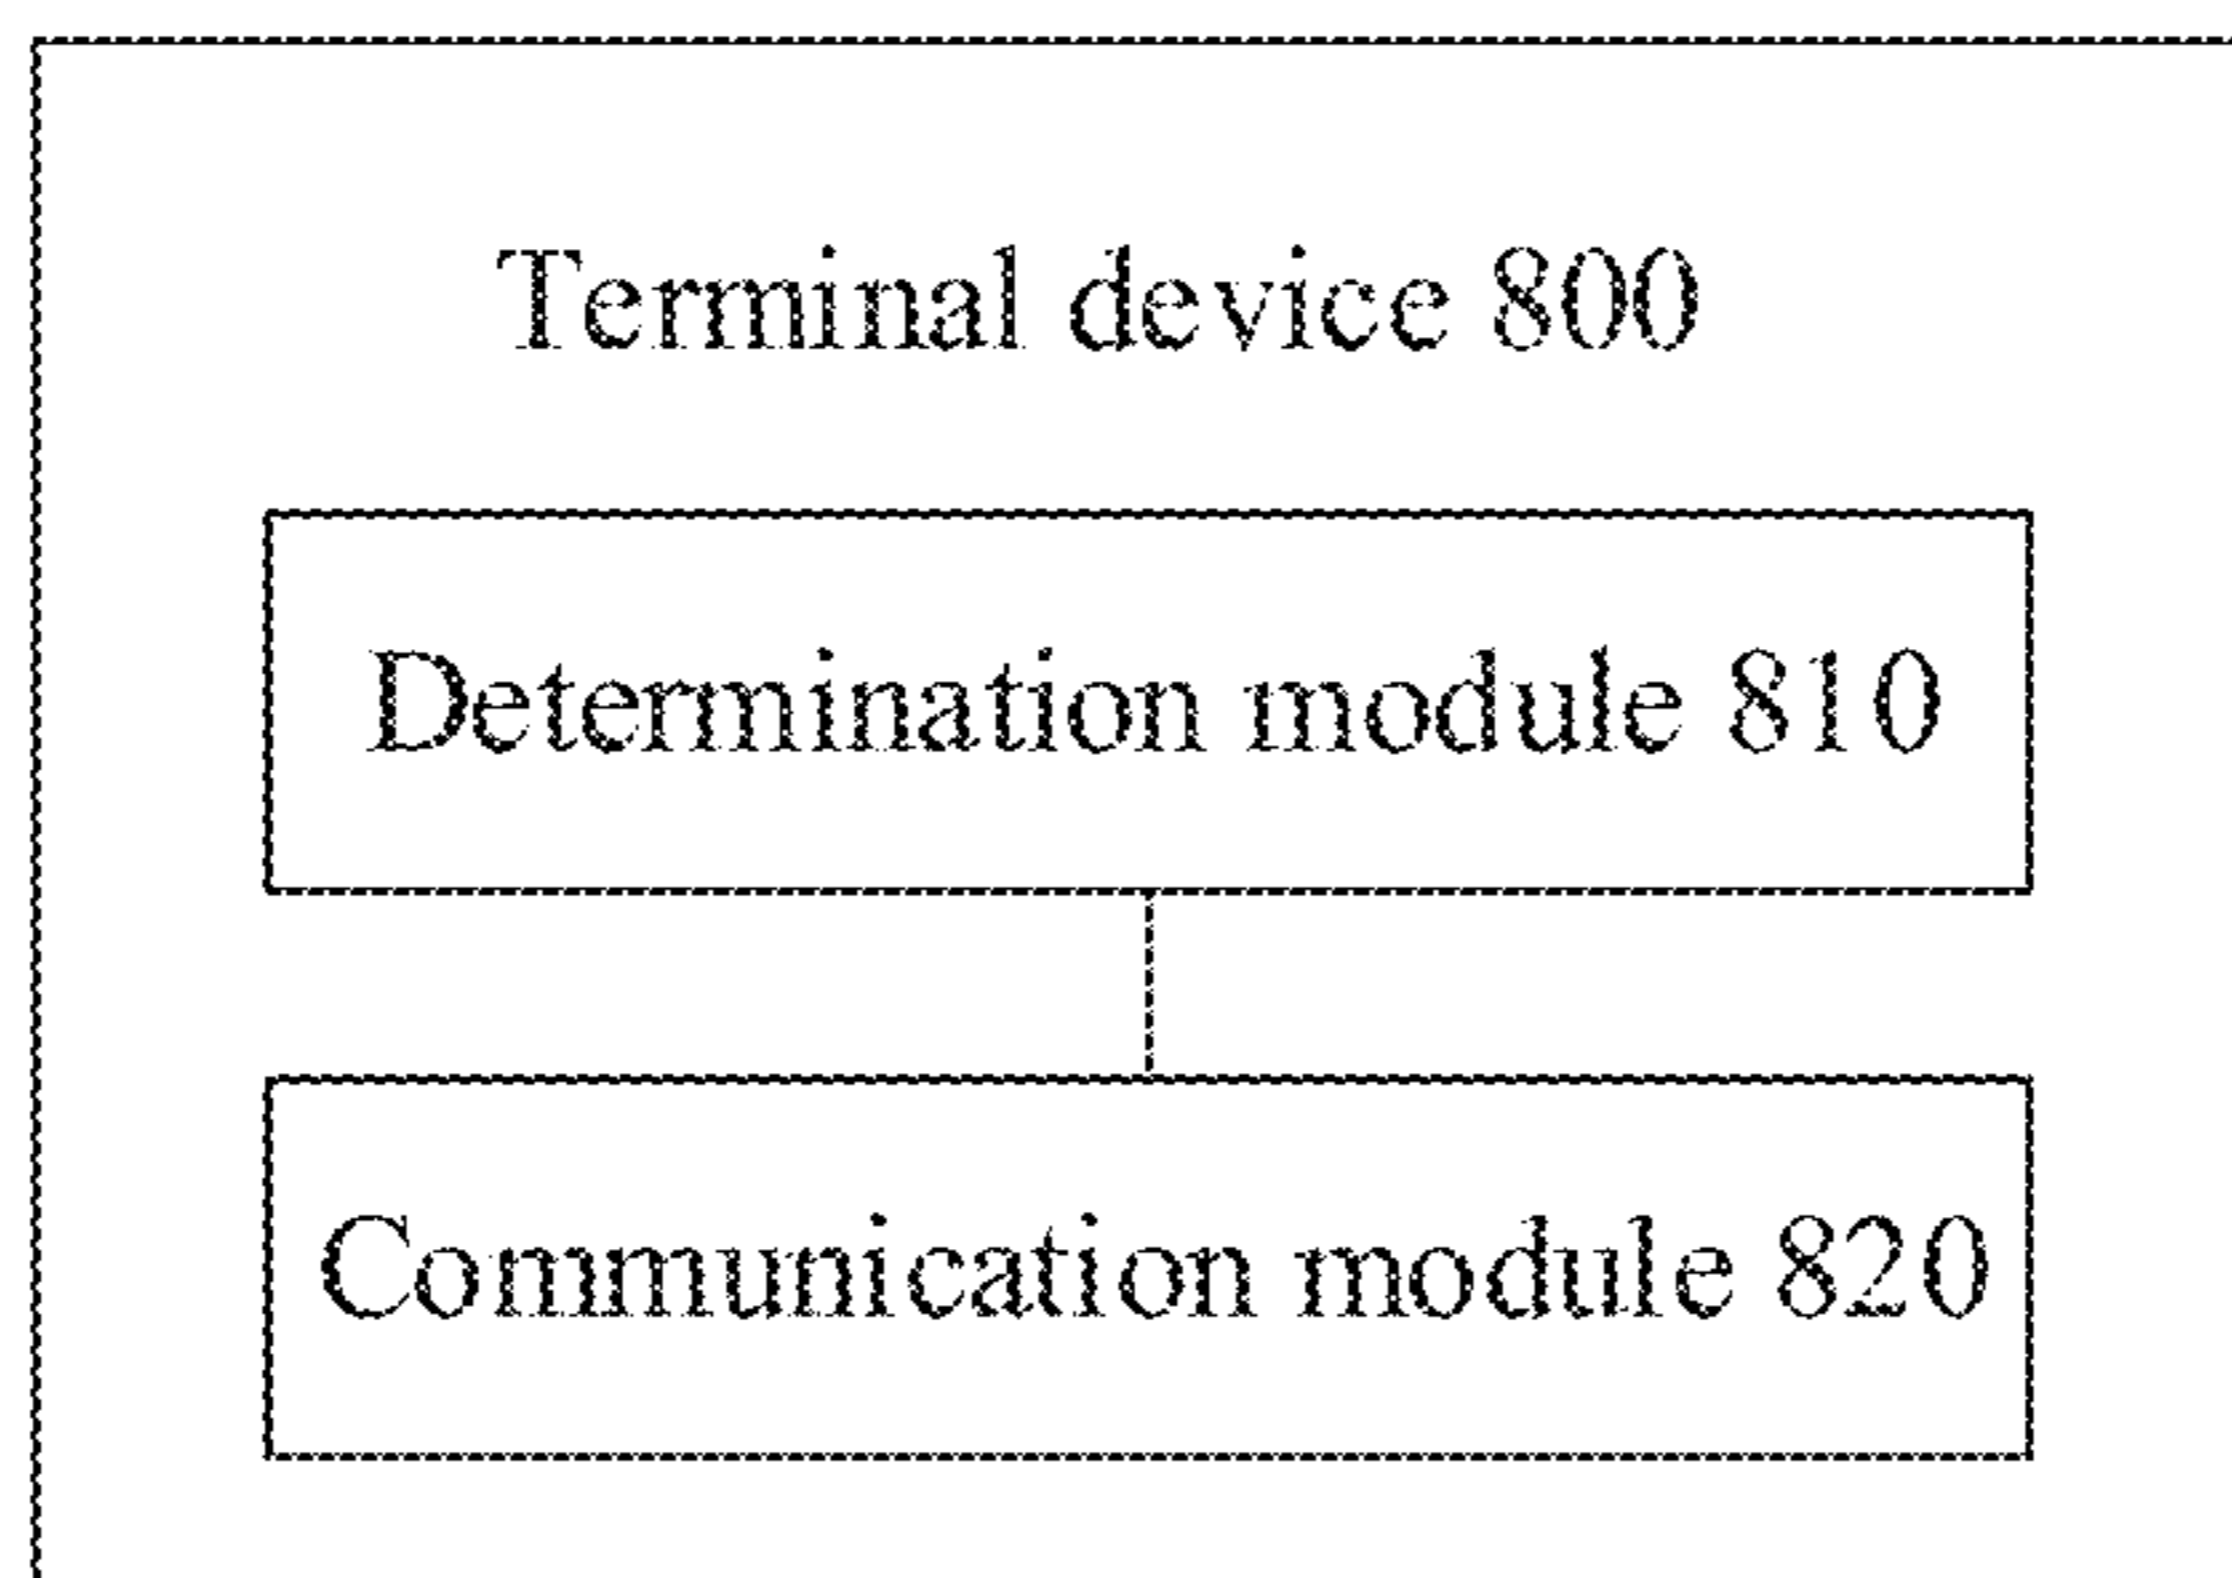 Terminal device 800
Determination module 810
Communication module 820